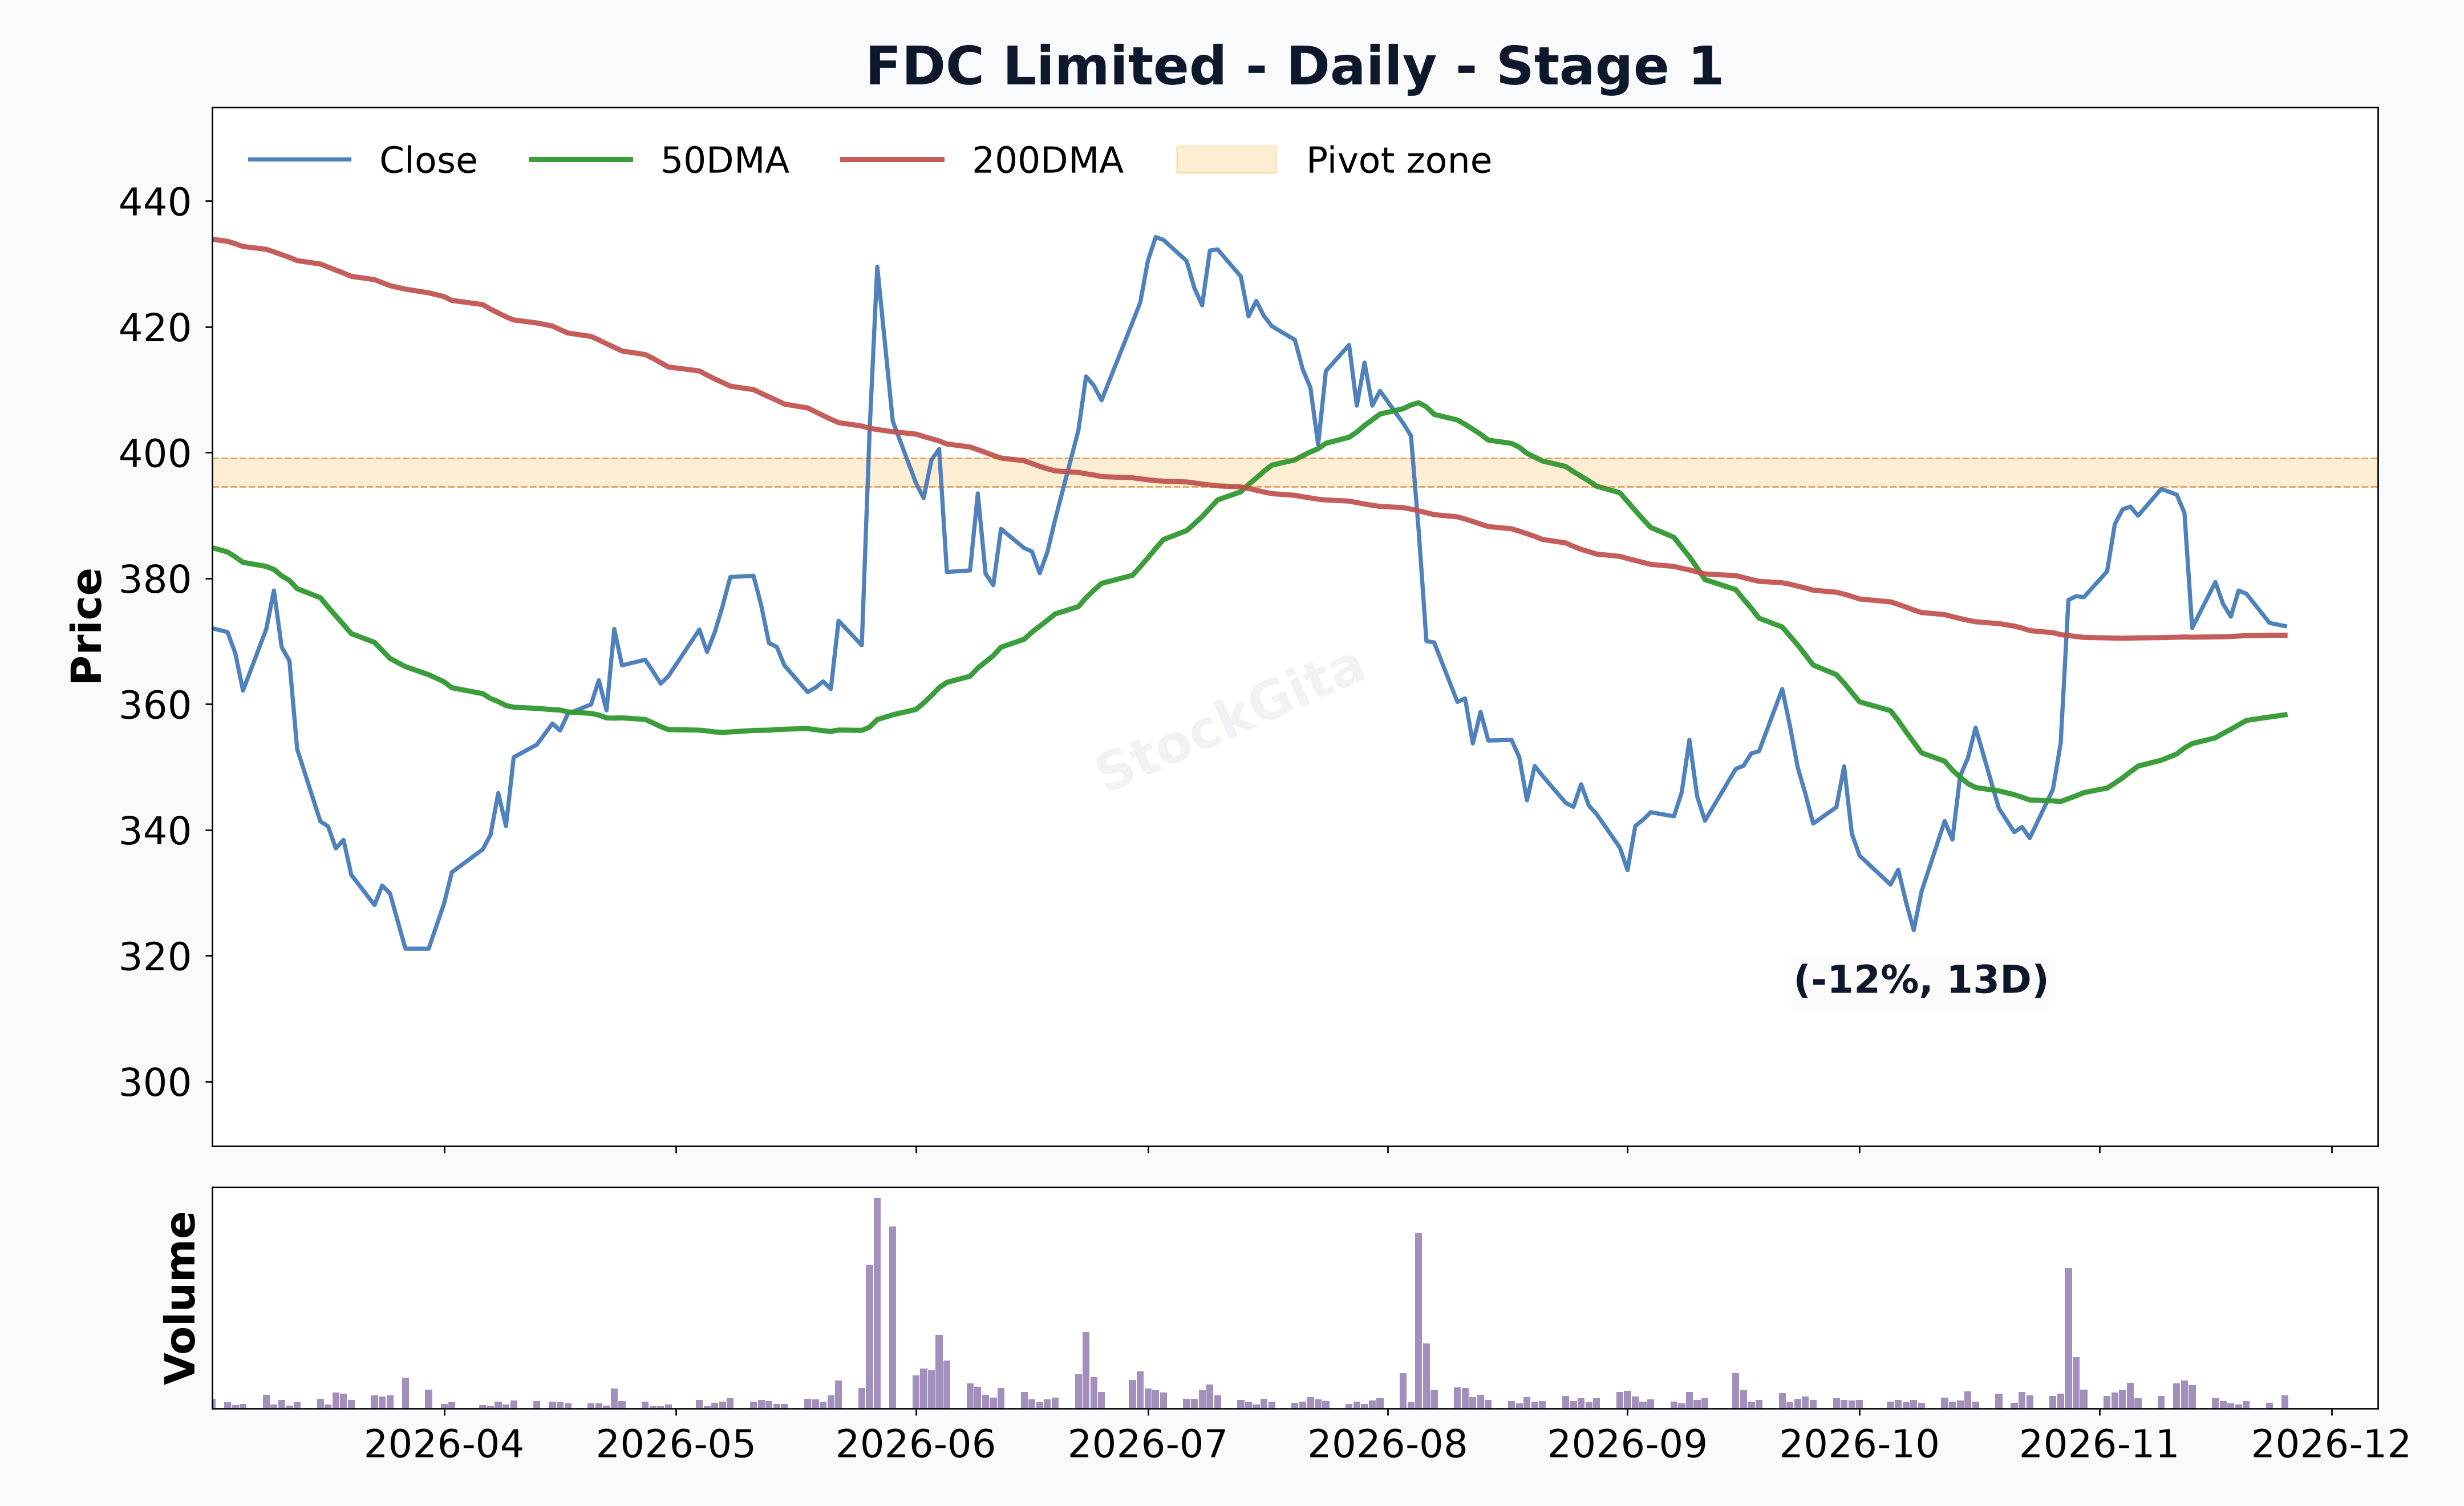 FDC Limited - Daily - Stage 1
Close 50DMA 200DMA Pivot zone
Price
440
420
400
380
360
340
320
300
StockGita
(-12%, 13D)
Volume
2026-04 2026-05 2026-06 2026-07 2026-08 2026-09 2026-10 2026-11 2026-12